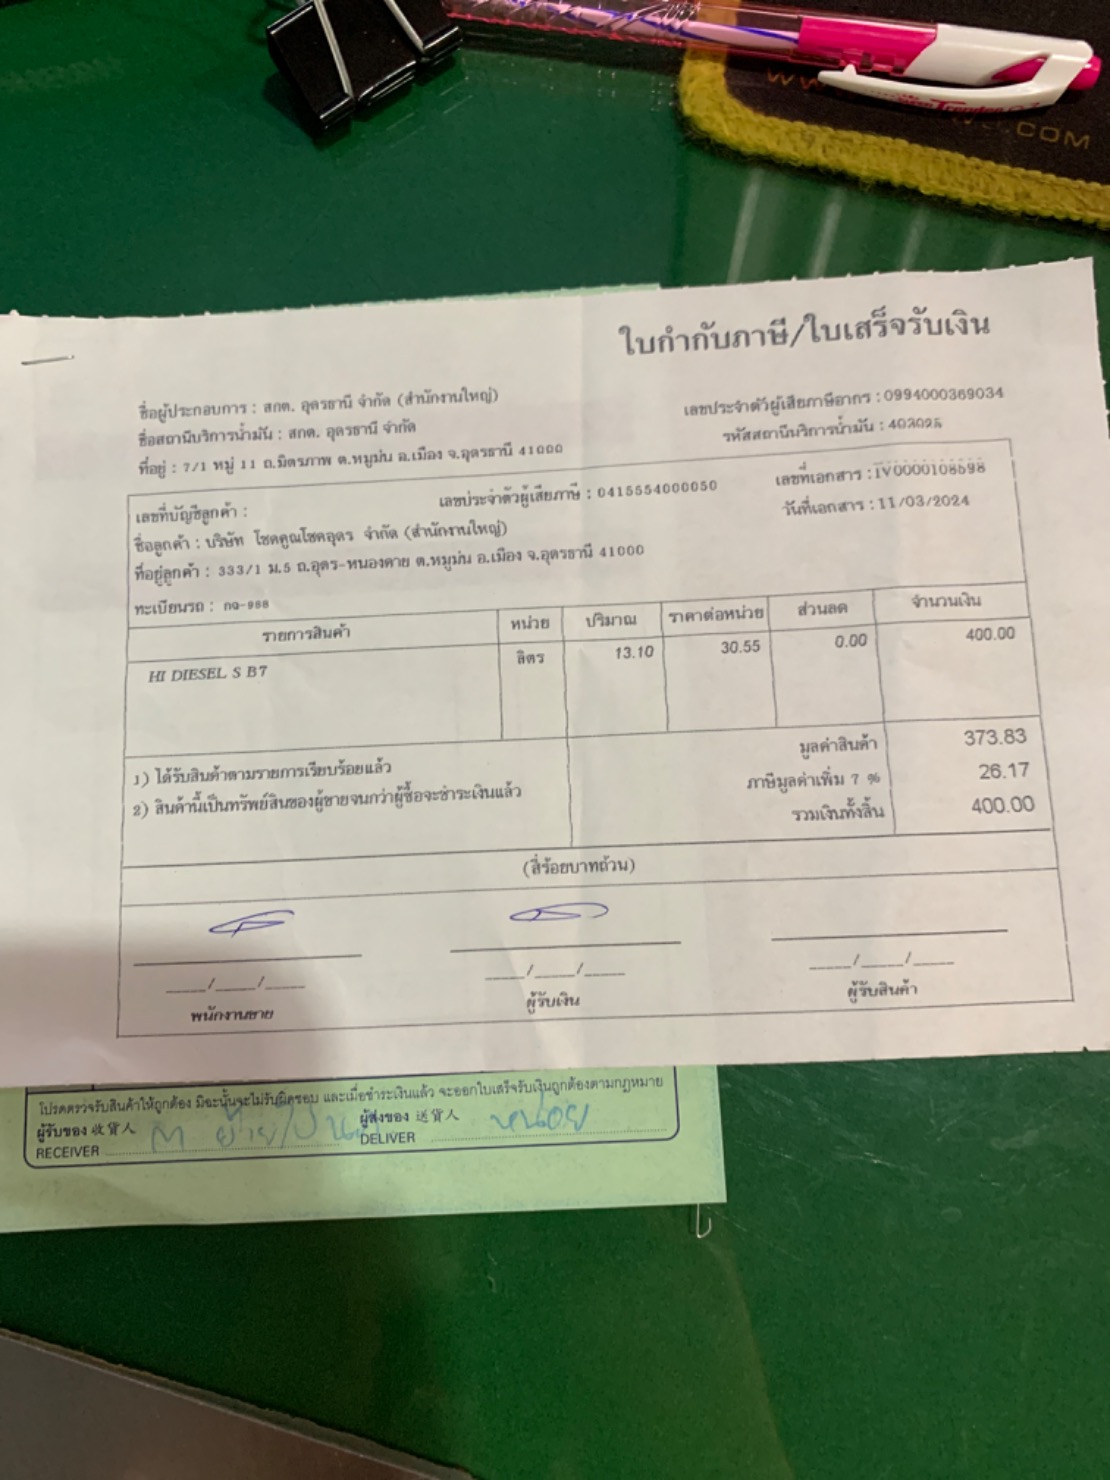 WW
.COM
ใบกำกับภาษี/ใบเสร็จรับเงิน
ชื่อผู้ประกอบการ : สกต. อุดรธานี จำกัด (สำนักงานใหญ่)
เลขประจำตัวผู้เสียภาษีอากร : 0994000369034
ชื่อสถานีบริการน้ำมัน : สกต. อุดรธานี จำกัด
รหัสสถานีบริการน้ำมัน : 403025
ที่อยู่ : 7/1 หมู่ 11 ถ.มิตรภาพ ต.หมูม่น อ.เมือง จ.อุดรธานี 41000
เลขที่บัญชีลูกค้า :
เลขประจำตัวผู้เสียภาษี : 0415554000050
เลขที่เอกสาร : IV0000108598
ชื่อลูกค้า : บริษัท โชคคูณโชคอุดร จำกัด (สำนักงานใหญ่)
วันที่เอกสาร : 11/03/2024
ที่อยู่ลูกค้า : 333/1 ม.5 ถ.อุดร-หนองคาย ต.หมูม่น อ.เมือง จ.อุดรธานี 41000
ทะเบียนรถ : กฉ-988
รายการสินค้า หน่วย ปริมาณ ราคาต่อหน่วย ส่วนลด จำนวนเงิน
HI DIESEL S B7 ลิตร 13.10 30.55 0.00 400.00
มูลค่าสินค้า 373.83
1) ได้รับสินค้าตามรายการเรียบร้อยแล้ว
ภาษีมูลค่าเพิ่ม 7 % 26.17
2) สินค้านี้เป็นทรัพย์สินของผู้ขายจนกว่าผู้ซื้อจะชำระเงินแล้ว
รวมเงินทั้งสิ้น 400.00
(สี่ร้อยบาทถ้วน)
____/____/____ ____/____/____ ____/____/____
พนักงานขาย ผู้รับเงิน ผู้รับสินค้า
โปรดตรวจรับสินค้าให้ถูกต้อง มิฉะนั้นจะไม่รับผิดชอบ และเมื่อชำระเงินแล้ว จะออกใบเสร็จรับเงินถูกต้องตามกฎหมาย
ผู้รับของ 收貨人 ผู้ส่งของ 送貨人 หน่อย
RECEIVER DELIVER